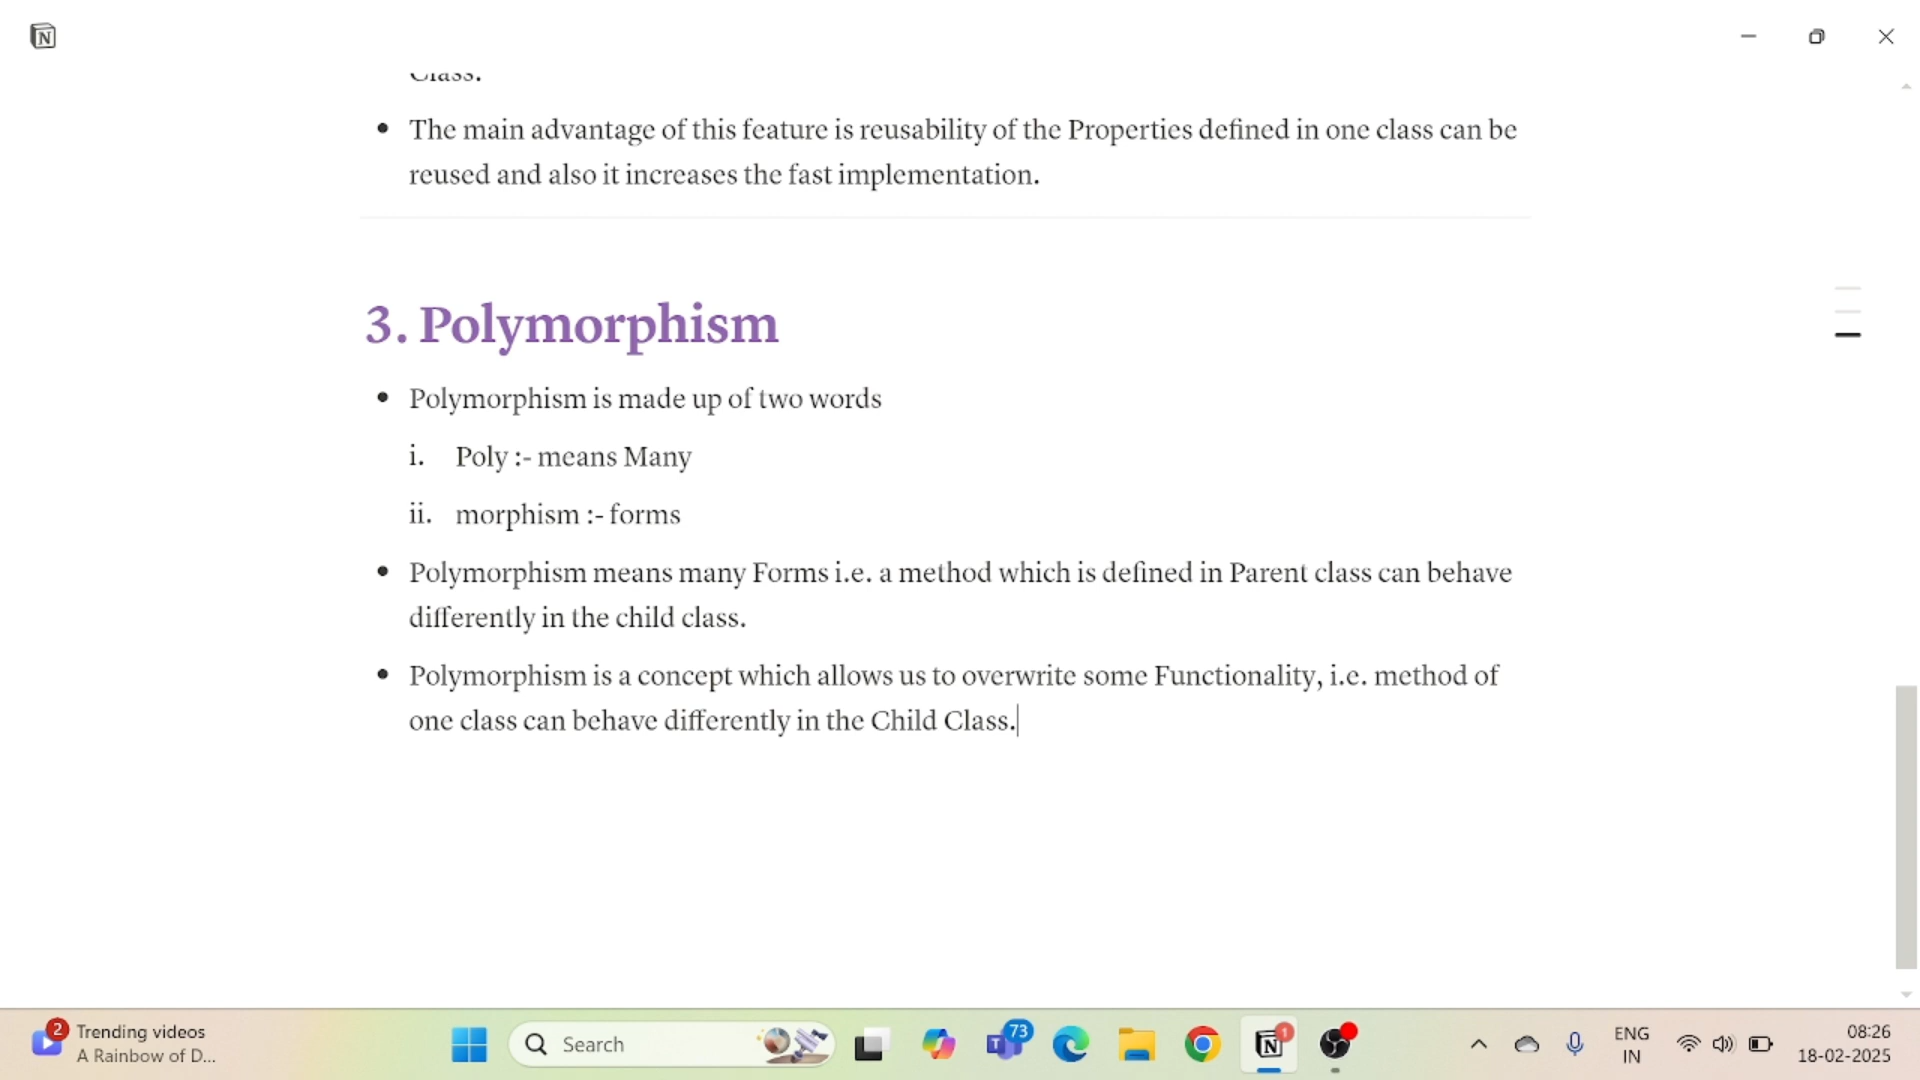 Class.
• The main advantage of this feature is reusability of the Properties defined in one class can be
reused and also it increases the fast implementation.
3. Polymorphism
• Polymorphism is made up of two words
i. Poly :- means Many
ii. morphism :- forms
• Polymorphism means many Forms i.e. a method which is defined in Parent class can behave
differently in the child class.
• Polymorphism is a concept which allows us to overwrite some Functionality, i.e. method of
one class can behave differently in the Child Class.
2
Trending videos
A Rainbow of D...
Search
73
1
ENG
IN
08:26
18-02-2025